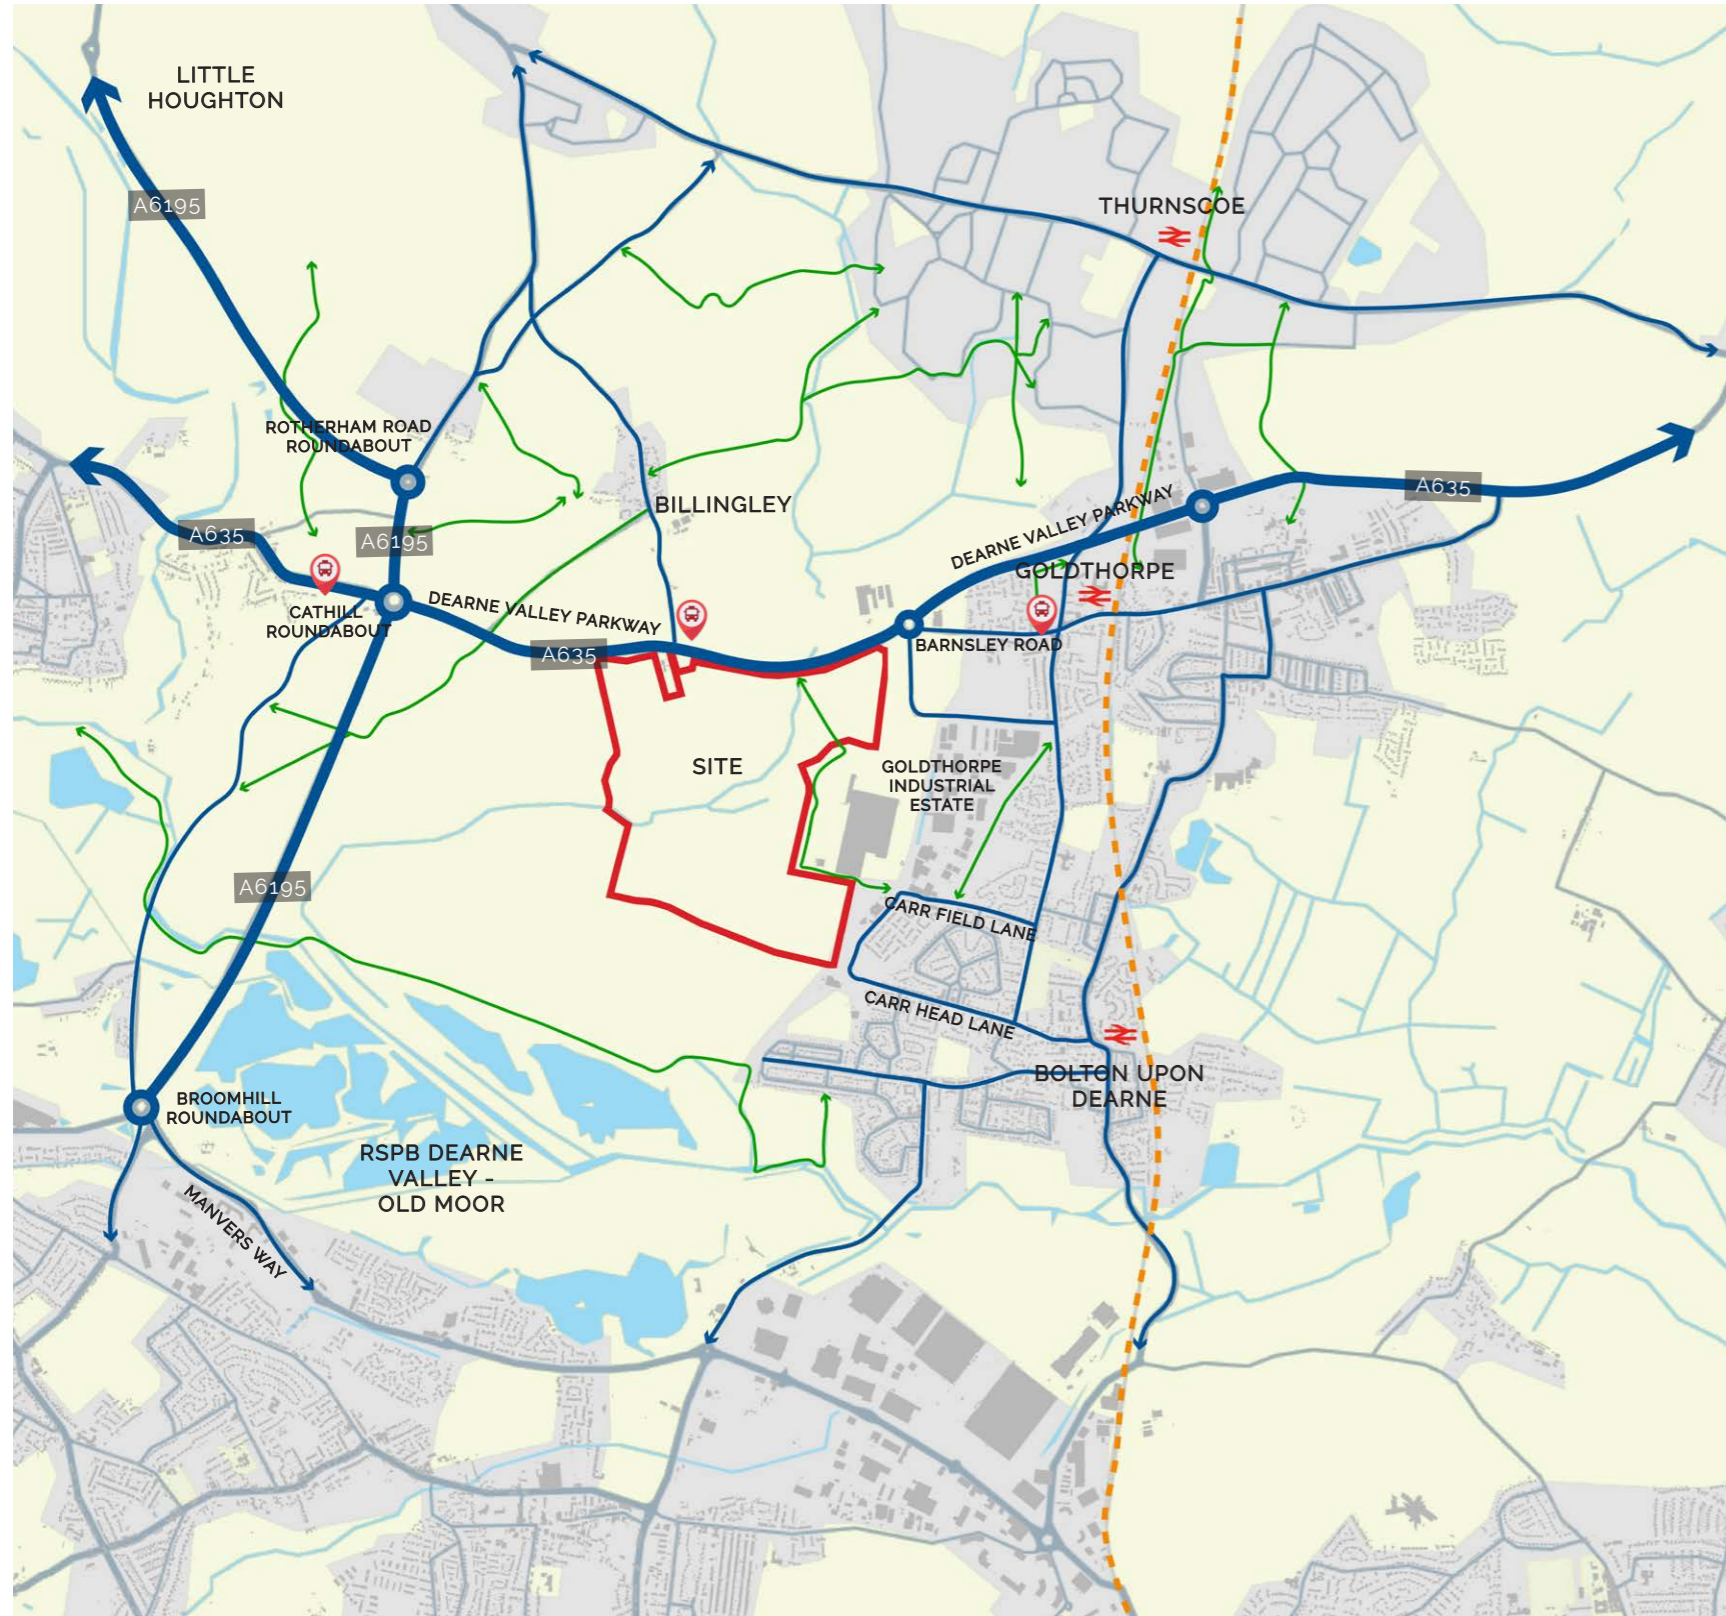 LITTLE
HOUGHTON
A6195
THURNSCOE
ROTHERHAM ROAD
ROUNDABOUT
BILLINGLEY
A635
A635
A6195
DEARNE VALLEY PARKWAY
GOLDTHORPE
CATHILL
ROUNDABOUT
DEARNE VALLEY PARKWAY
A635
BARNSLEY ROAD
SITE
GOLDTHORPE
INDUSTRIAL
ESTATE
A6195
CARR FIELD LANE
CARR HEAD LANE
BOLTON UPON
DEARNE
BROOMHILL
ROUNDABOUT
RSPB DEARNE
VALLEY -
OLD MOOR
MANVERS WAY